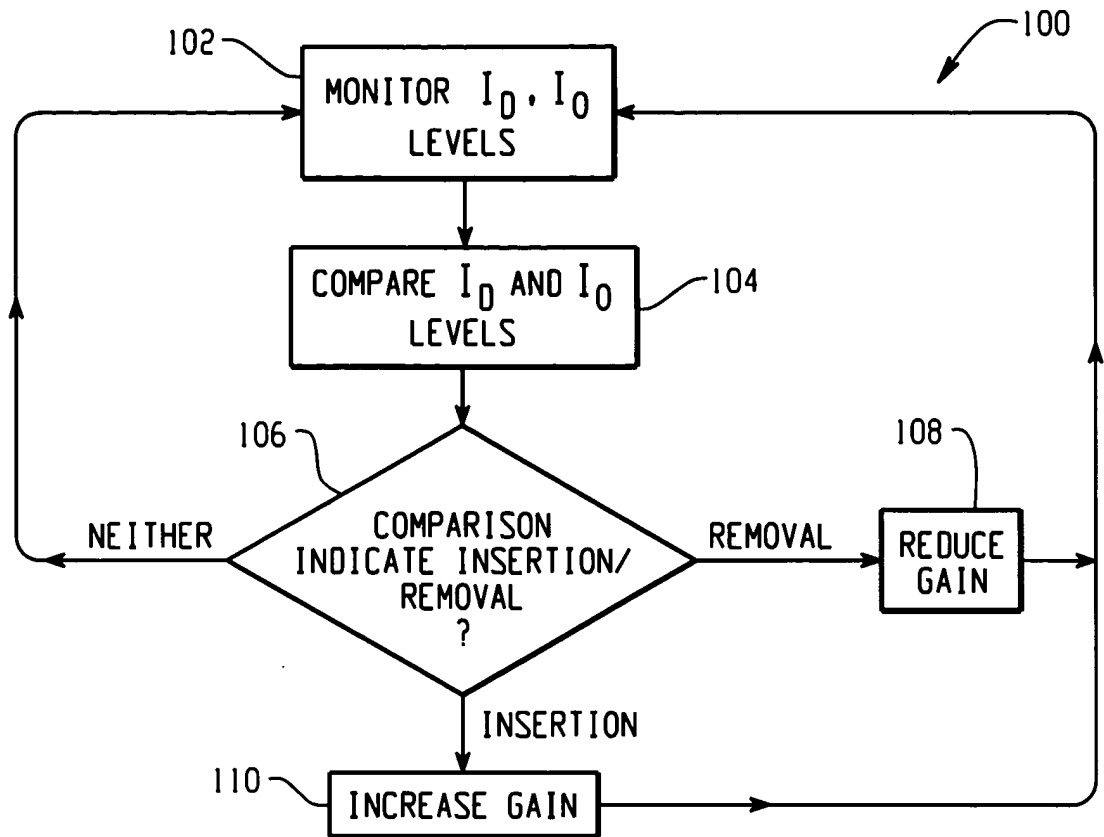 100
102
MONITOR I_D, I_O
LEVELS
COMPARE I_D AND I_O
LEVELS
104
106
108
NEITHER
COMPARISON
INDICATE INSERTION/
REMOVAL
?
REMOVAL
REDUCE
GAIN
INSERTION
110
INCREASE GAIN